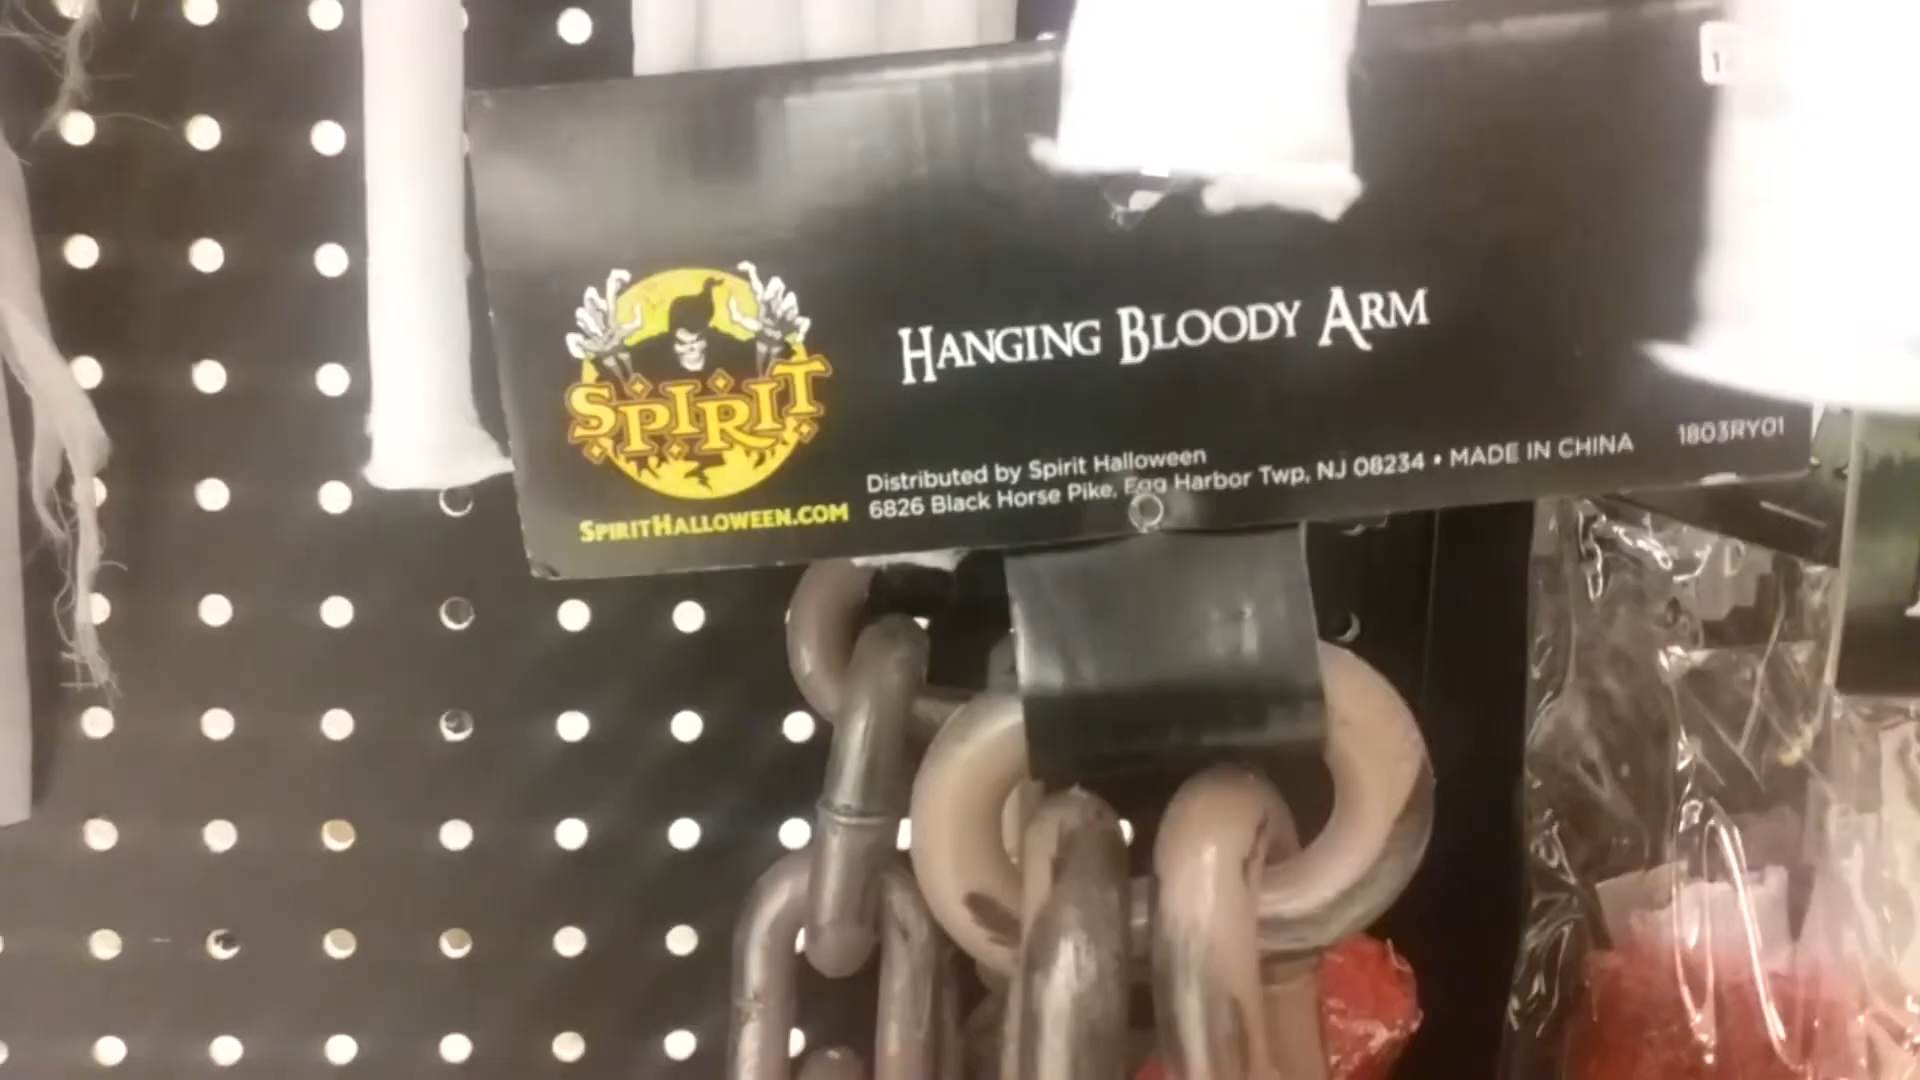 SPIRIT
SPIRITHALLOWEEN.COM
HANGING BLOODY ARM
Distributed by Spirit Halloween
6826 Black Horse Pike, Egg Harbor Twp, NJ 08234 • MADE IN CHINA
1803RY01